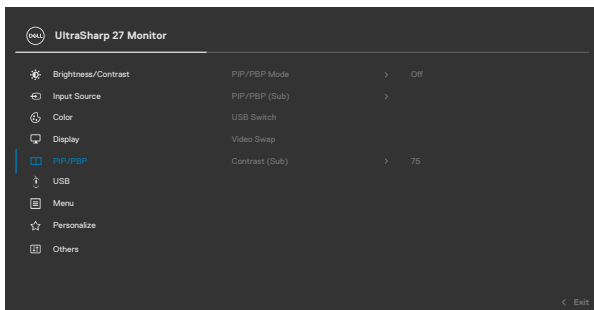 DELL UltraSharp 27 Monitor
Brightness/Contrast PIP/PBP Mode > Off
Input Source PIP/PBP (Sub) >
Color USB Switch
Display Video Swap
PIP/PBP Contrast (Sub) > 75
USB
Menu
Personalize
Others
< Exit